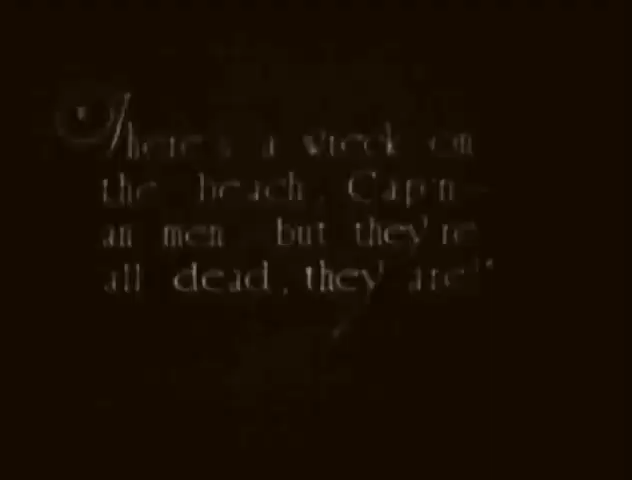 "There's a wreck on
the beach, Cap'n—
an' men but they're
all dead, they are!"